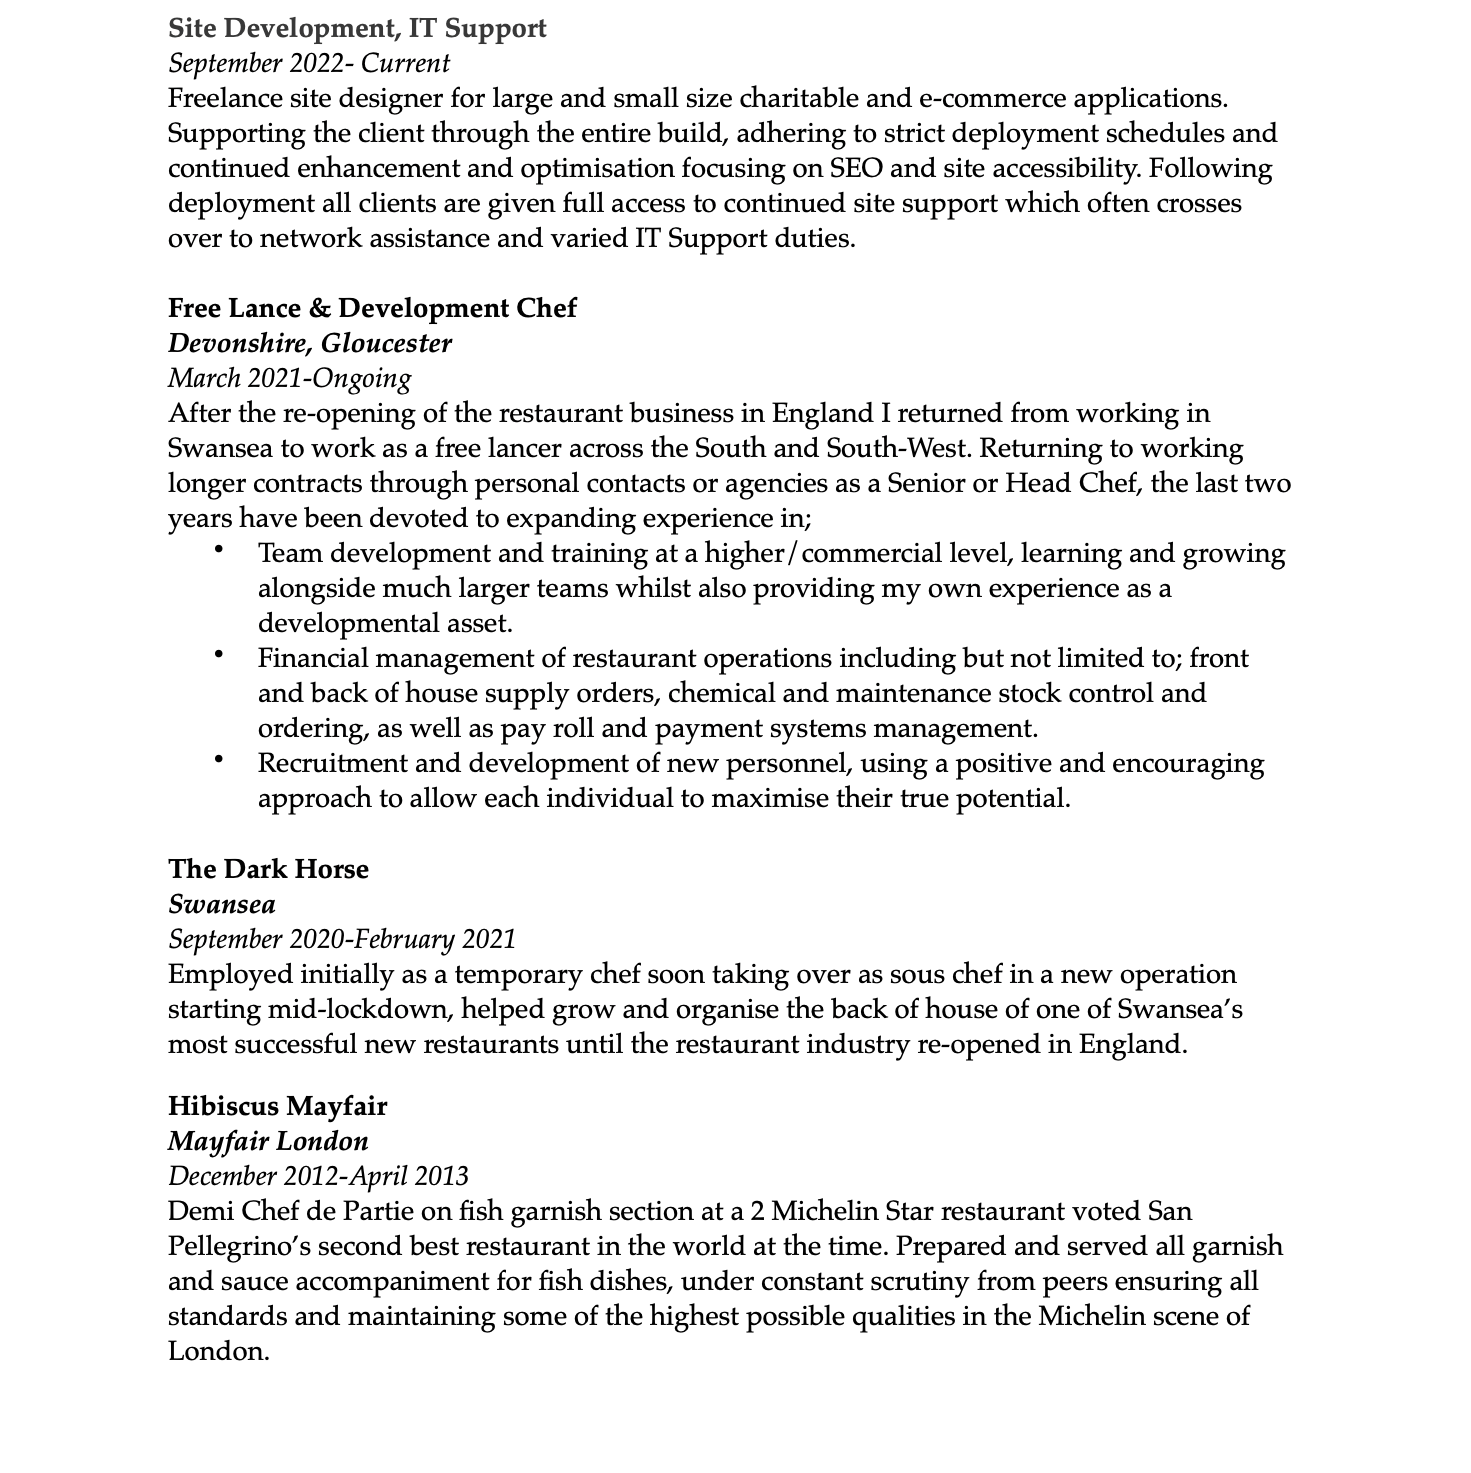 Site Development, IT Support
September 2022- Current
Freelance site designer for large and small size charitable and e-commerce applications.
Supporting the client through the entire build, adhering to strict deployment schedules and
continued enhancement and optimisation focusing on SEO and site accessibility. Following
deployment all clients are given full access to continued site support which often crosses
over to network assistance and varied IT Support duties.
Free Lance & Development Chef
Devonshire, Gloucester
March 2021-Ongoing
After the re-opening of the restaurant business in England I returned from working in
Swansea to work as a free lancer across the South and South-West. Returning to working
longer contracts through personal contacts or agencies as a Senior or Head Chef, the last two
years have been devoted to expanding experience in;
• Team development and training at a higher/commercial level, learning and growing
alongside much larger teams whilst also providing my own experience as a
developmental asset.
• Financial management of restaurant operations including but not limited to; front
and back of house supply orders, chemical and maintenance stock control and
ordering, as well as pay roll and payment systems management.
• Recruitment and development of new personnel, using a positive and encouraging
approach to allow each individual to maximise their true potential.
The Dark Horse
Swansea
September 2020-February 2021
Employed initially as a temporary chef soon taking over as sous chef in a new operation
starting mid-lockdown, helped grow and organise the back of house of one of Swansea’s
most successful new restaurants until the restaurant industry re-opened in England.
Hibiscus Mayfair
Mayfair London
December 2012-April 2013
Demi Chef de Partie on fish garnish section at a 2 Michelin Star restaurant voted San
Pellegrino’s second best restaurant in the world at the time. Prepared and served all garnish
and sauce accompaniment for fish dishes, under constant scrutiny from peers ensuring all
standards and maintaining some of the highest possible qualities in the Michelin scene of
London.